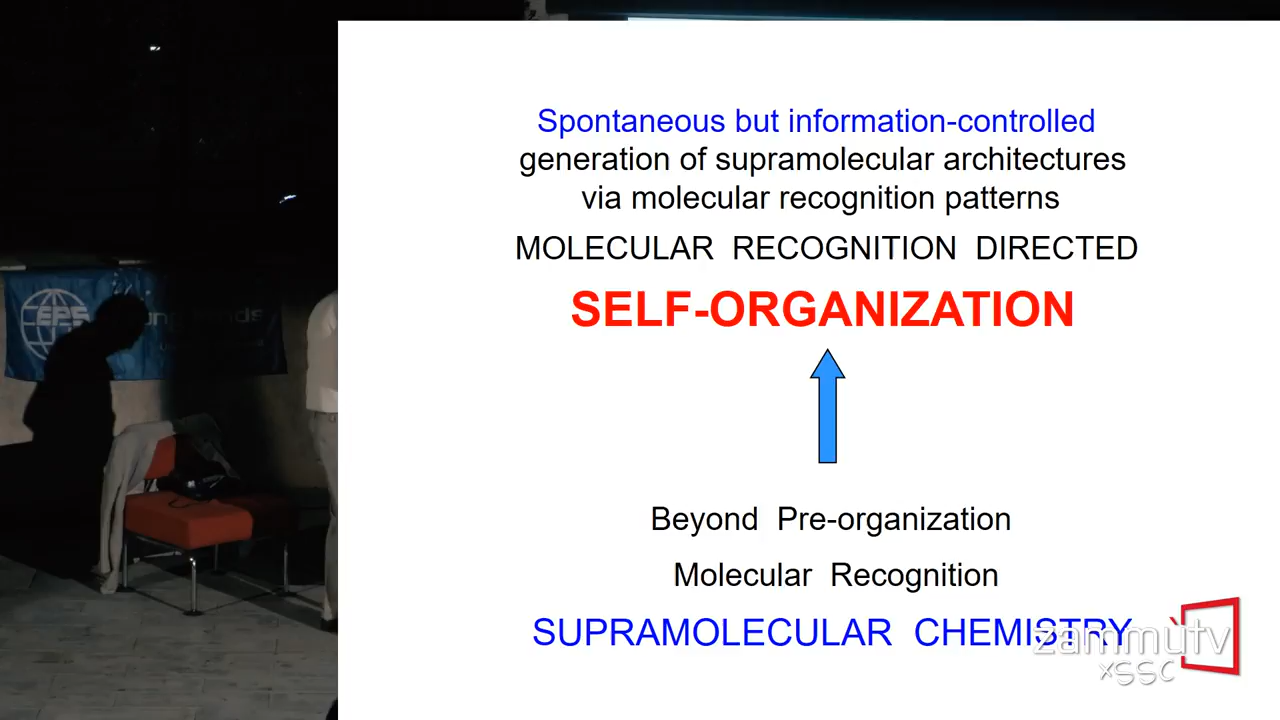 Spontaneous but information-controlled
generation of supramolecular architectures
via molecular recognition patterns
MOLECULAR RECOGNITION DIRECTED
SELF-ORGANIZATION
Beyond Pre-organization
Molecular Recognition
SUPRAMOLECULAR CHEMISTRY
EPS
zammutv
xSSC